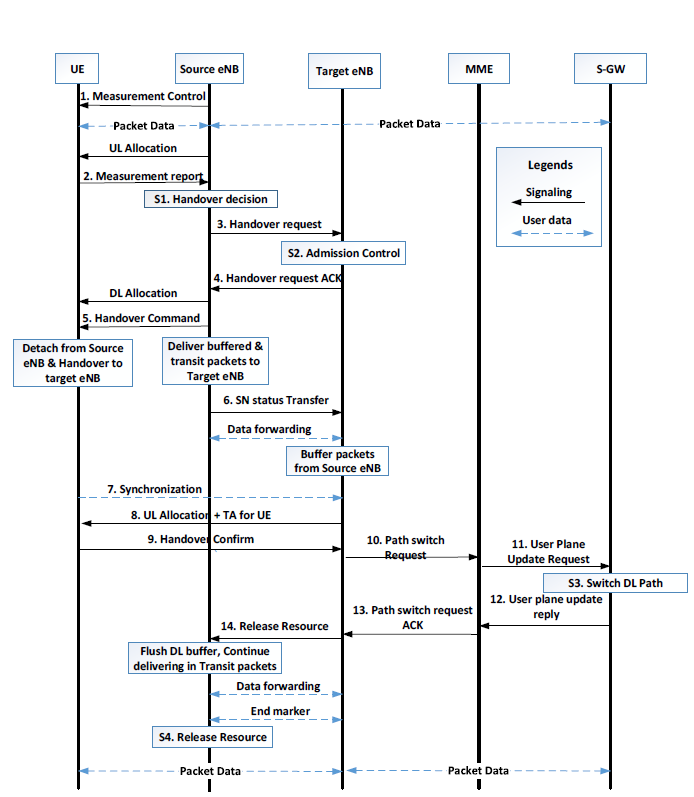 UE
Source eNB
Target eNB
MME
S-GW
1. Measurement Control
Packet Data
Packet Data
UL Allocation
Legends
Signaling
User data
2. Measurement report
S1. Handover decision
3. Handover request
S2. Admission Control
4. Handover request ACK
DL Allocation
5. Handover Command
Detach from Source
eNB & Handover to
target eNB
Deliver buffered &
transit packets to
Target eNB
6. SN status Transfer
Data forwarding
Buffer packets
from Source eNB
7. Synchronization
8. UL Allocation + TA for UE
9. Handover Confirm
10. Path switch
Request
11. User Plane
Update Request
S3. Switch DL Path
12. User plane update
reply
13. Path switch request
ACK
14. Release Resource
Flush DL buffer, Continue
delivering in Transit packets
Data forwarding
End marker
S4. Release Resource
Packet Data
Packet Data